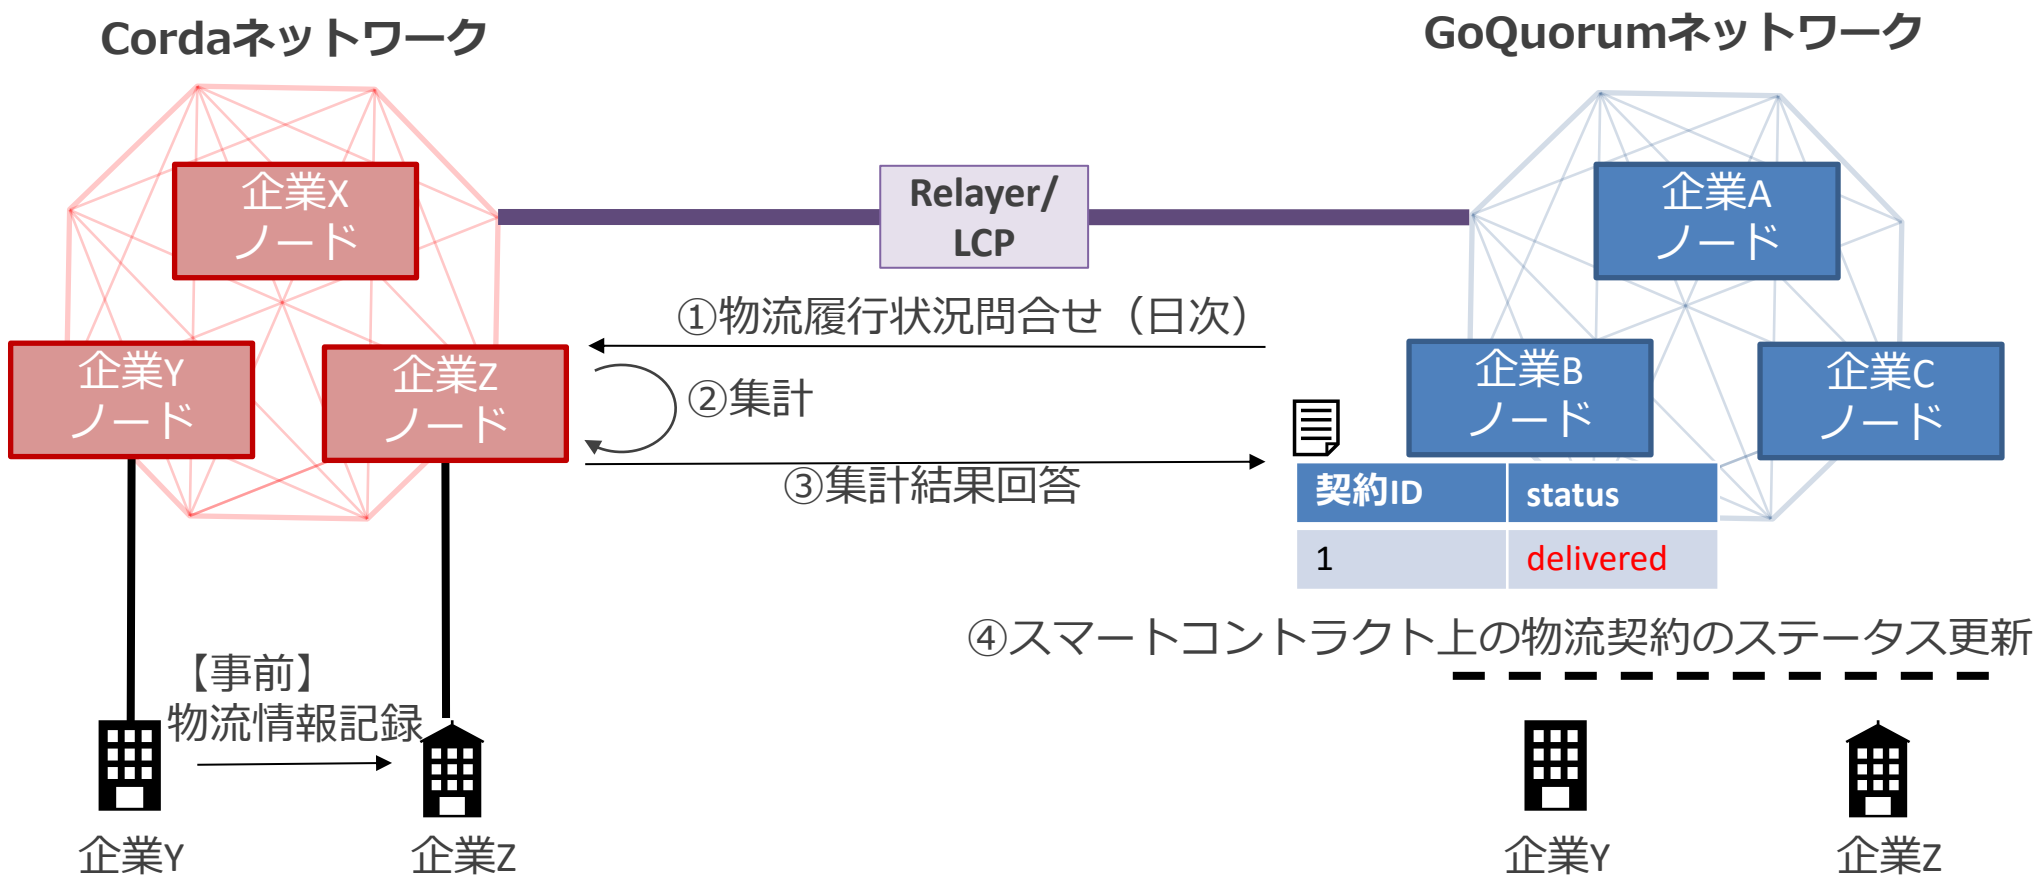 Cordaネットワーク
GoQuorumネットワーク
企業X
ノード
Relayer/
LCP
企業A
ノード
①物流履行状況問合せ（日次）
企業Y
ノード
企業Z
ノード
②集計
企業B
ノード
企業C
ノード
③集計結果回答
契約ID
status
1
delivered
④スマートコントラクト上の物流契約のステータス更新
【事前】
物流情報記録
企業Y
企業Z
企業Y
企業Z